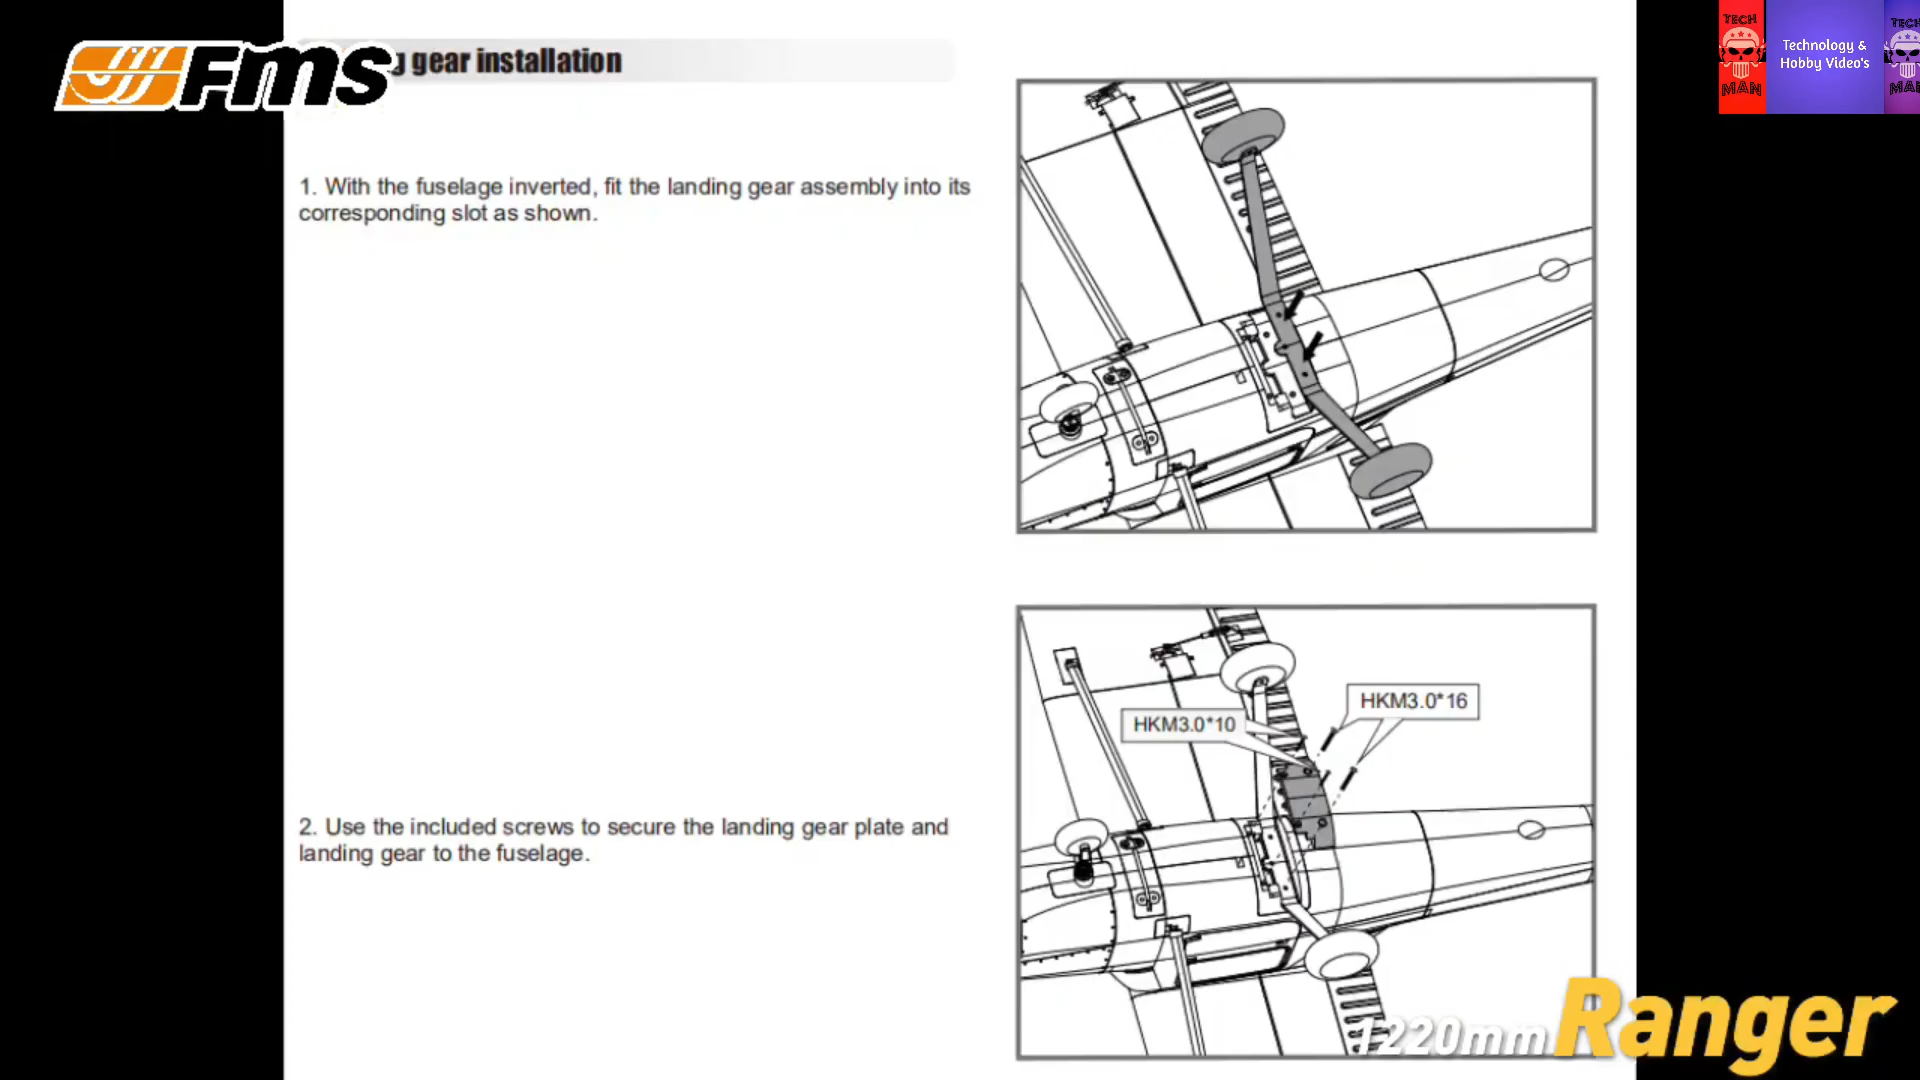 Fms
g gear installation
TECH
MAN
Technology &
Hobby Video's
TECH
MA
1. With the fuselage inverted, fit the landing gear assembly into its
corresponding slot as shown.
HKM3.0*16
HKM3.0*10
2. Use the included screws to secure the landing gear plate and
landing gear to the fuselage.
1220mm Ranger